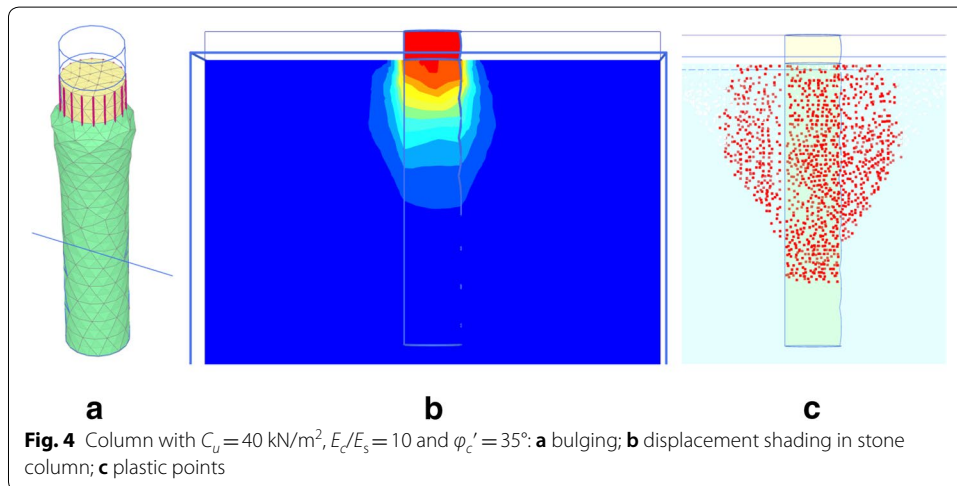 a
b
c
Fig. 4 Column with Cᵤ = 40 kN/m², E_c/E_s = 10 and φ_c′ = 35°: a bulging; b displacement shading in stone
column; c plastic points